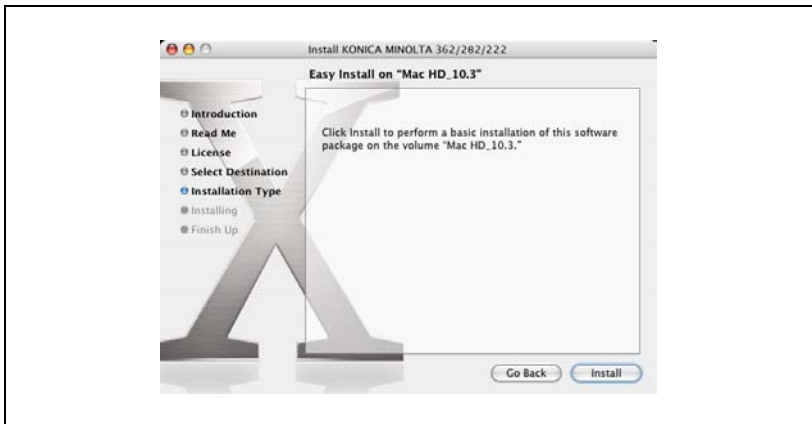 Install KONICA MINOLTA 362/282/222
Easy Install on "Mac HD_10.3"
Introduction
Read Me
License
Select Destination
Installation Type
Installing
Finish Up
Click Install to perform a basic installation of this software
package on the volume "Mac HD_10.3."
Go Back
Install